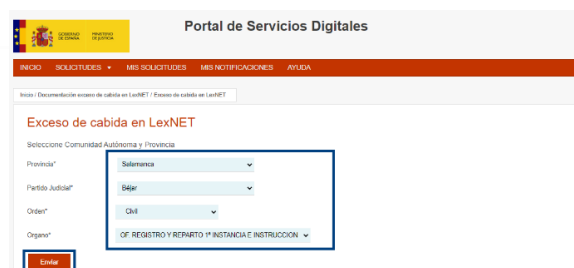 GOBIERNO DE ESPAÑA
MINISTERIO DE JUSTICIA
Portal de Servicios Digitales
INICIO SOLICITUDES MIS SOLICITUDES MIS NOTIFICACIONES AYUDA
Inicio / Documentación exceso de cabida en LexNET / Exceso de cabida en LexNET
Exceso de cabida en LexNET
Seleccione Comunidad Autónoma y Provincia
Provincia* Salamanca
Partido Judicial* Béjar
Orden* Civil
Organo* OF. REGISTRO Y REPARTO 1ª INSTANCIA E INSTRUCCION
Enviar